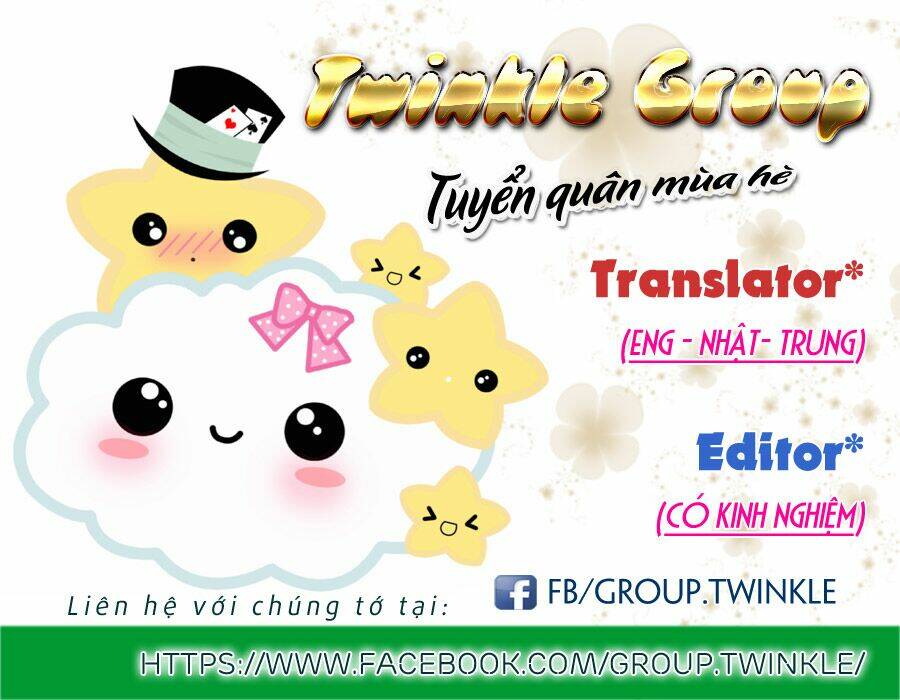 Twinkle Group
Tuyển quân mùa hè
Translator*
(ENG - NHẬT- TRUNG)
Editor*
(CÓ KINH NGHIỆM)
Liên hệ với chúng tớ tại:
FB/GROUP.TWINKLE
HTTPS://WWW.FACEBOOK.COM/GROUP.TWINKLE/